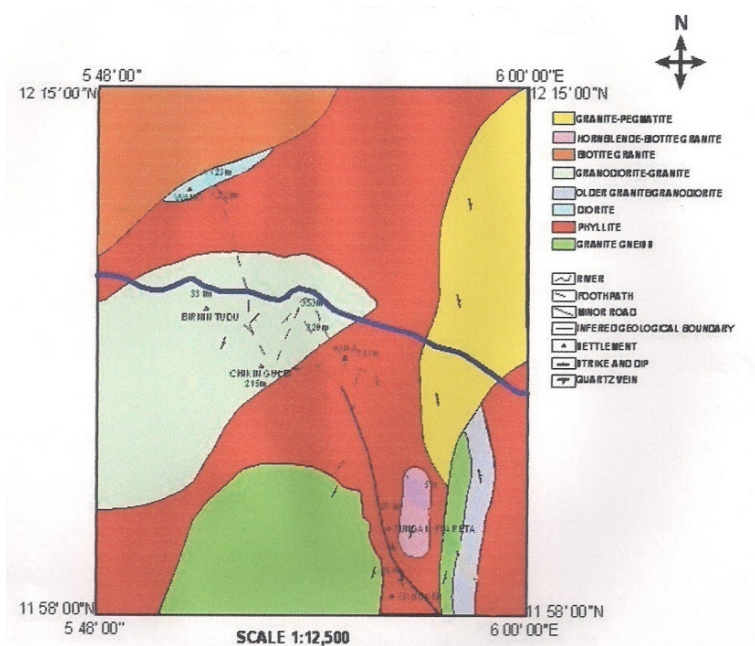 N
5 48'00"
6 00'00"E
12 15'00"N
12 15'00"N
GRANITE-PEGMATITE
HORNBLENDE-BIOTITE GRANITE
BIOTITE GRANITE
GRANODIORITE-GRANITE
OLDER GRANITE/GRANODIORITE
DIORITE
PHYLLITE
GRANITE GNEISS
RIVER
FOOTPATH
MINOR ROAD
INFERED GEOLOGICAL BOUNDARY
SETTLEMENT
STRIKE AND DIP
QUARTZ VEIN
BIRNIN TUDU
353m
329m
215m
11 58'00"N
11 58'00"N
5 48'00"
6 00'00"E
SCALE 1:12,500